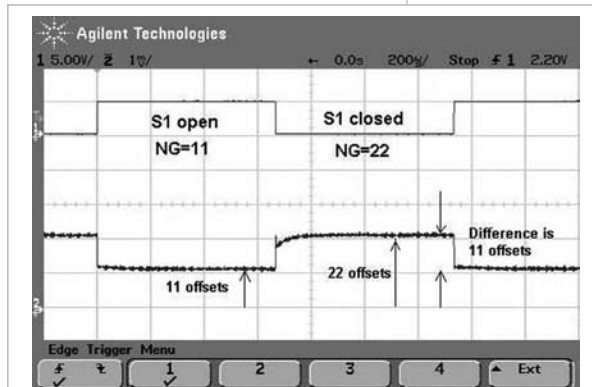 Agilent Technologies
1 5.00V/ 2 1V/ ← 0.0s 200µ/ Stop ƒ 1 2.20V
S1 open S1 closed
NG=11 NG=22
Difference is
11 offsets
11 offsets 22 offsets
Edge Trigger Menu
1 2 3 4 Ext